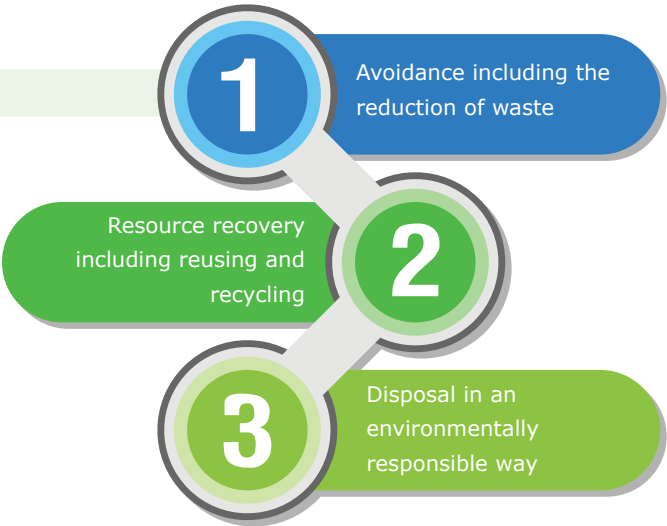 1
Avoidance including the
reduction of waste
Resource recovery
including reusing and
recycling
2
3
Disposal in an
environmentally
responsible way